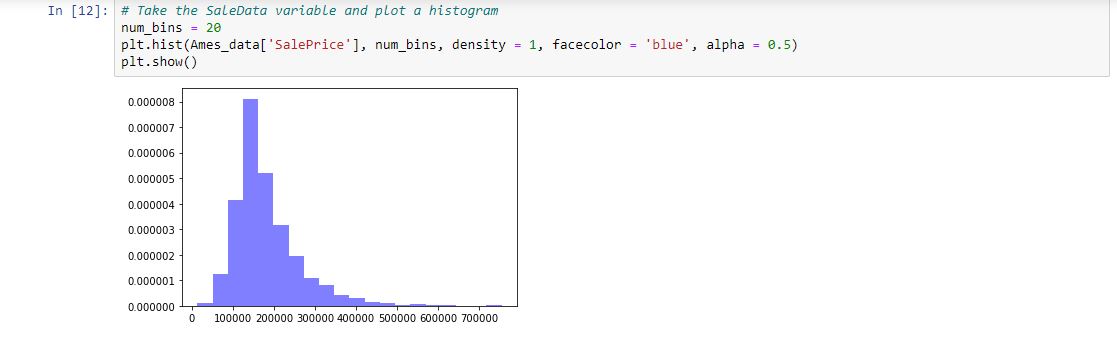 In [12]: # Take the SaleData variable and plot a histogram
num_bins = 20
plt.hist(Ames_data['SalePrice'], num_bins, density = 1, facecolor = 'blue', alpha = 0.5)
plt.show()
0.000008
0.000007
0.000006
0.000005
0.000004
0.000003
0.000002
0.000001
0.000000
0 100000 200000 300000 400000 500000 600000 700000